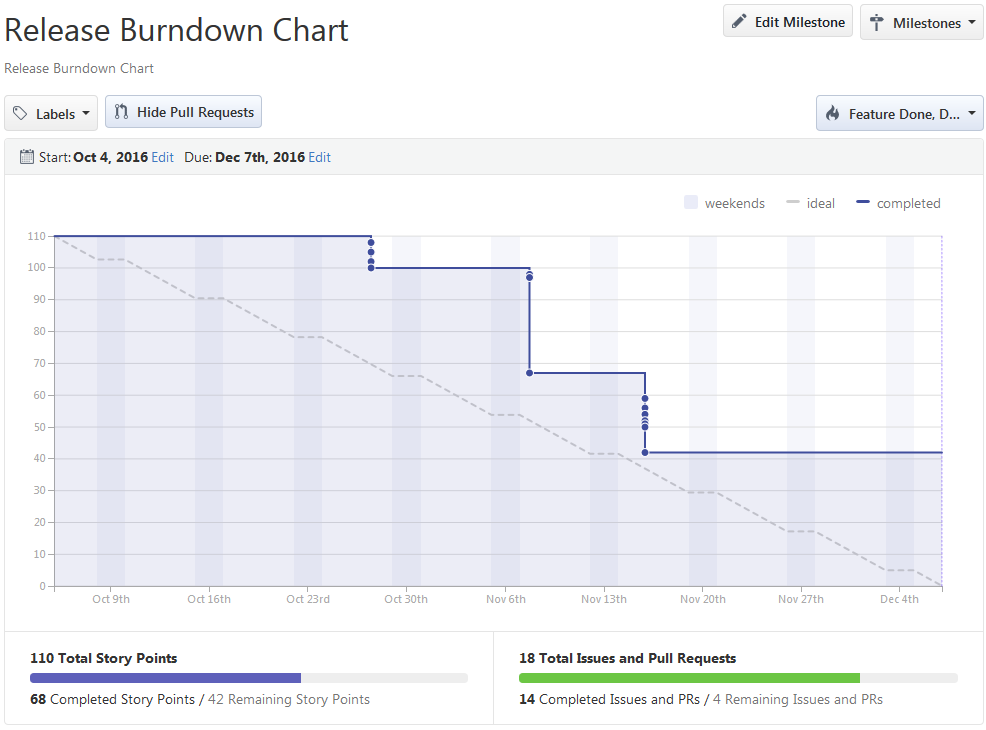 Release Burndown Chart
Edit Milestone
Milestones
Release Burndown Chart
Labels
Hide Pull Requests
Feature Done, D...
Start: Oct 4, 2016 Edit Due: Dec 7th, 2016 Edit
weekends
ideal
completed
110
100
90
80
70
60
50
40
30
20
10
0
Oct 9th
Oct 16th
Oct 23rd
Oct 30th
Nov 6th
Nov 13th
Nov 20th
Nov 27th
Dec 4th
110 Total Story Points
68 Completed Story Points / 42 Remaining Story Points
18 Total Issues and Pull Requests
14 Completed Issues and PRs / 4 Remaining Issues and PRs